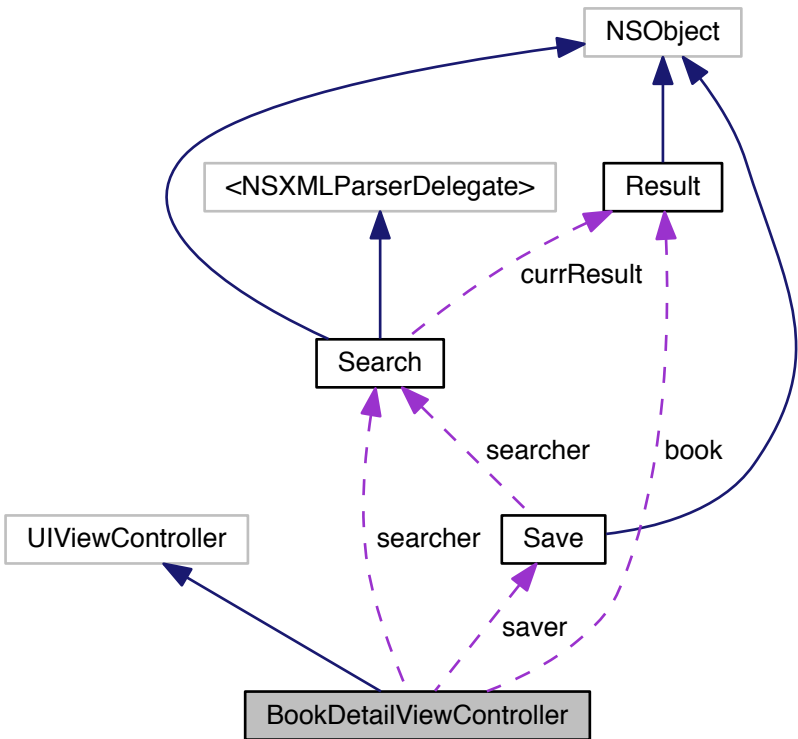 NSObject
<NSXMLParserDelegate>
Result
currResult
Search
searcher
book
UIViewController
searcher
Save
saver
BookDetailViewController